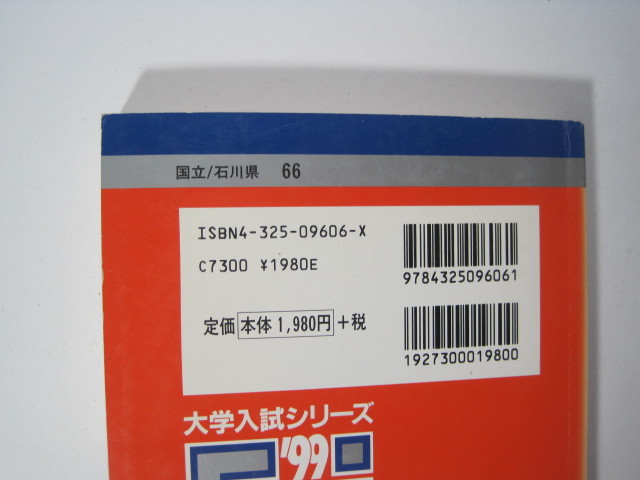 国立/石川県 66
ISBN4-325-09606-X
C7300 ¥1980E
定価 本体1,980円 +税
9784325096061
1927300019800
大学入試シリーズ
'99